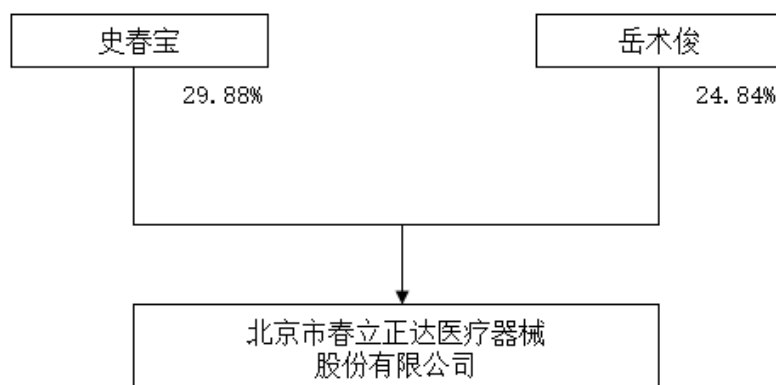 史春宝
岳术俊
29.88%
24.84%
北京市春立正达医疗器械
股份有限公司